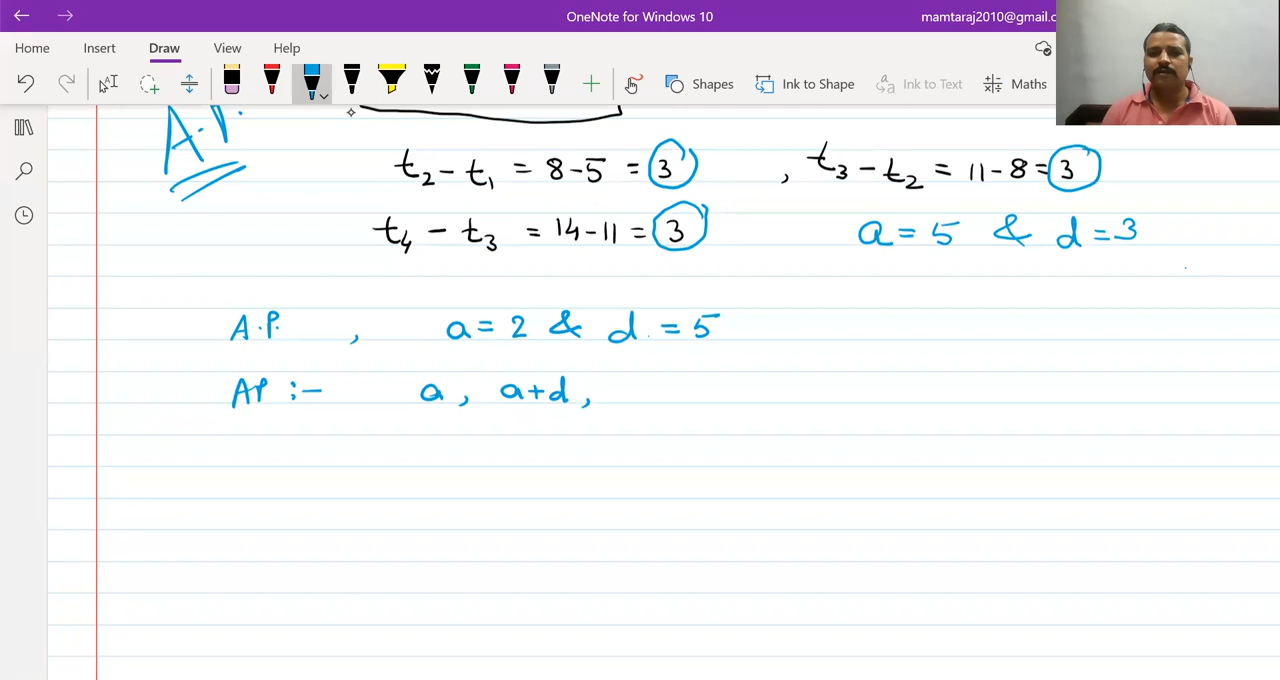 OneNote for Windows 10 mamtaraj2010@gmail.c
Home Insert Draw View Help
Shapes Ink to Shape Ink to Text Maths
A.P.
t₂ - t₁ = 8 - 5 = 3 , t₃ - t₂ = 11 - 8 = 3
t₄ - t₃ = 14 - 11 = 3 a = 5 & d = 3
A.P. , a = 2 & d = 5
AP :- a, a+d,